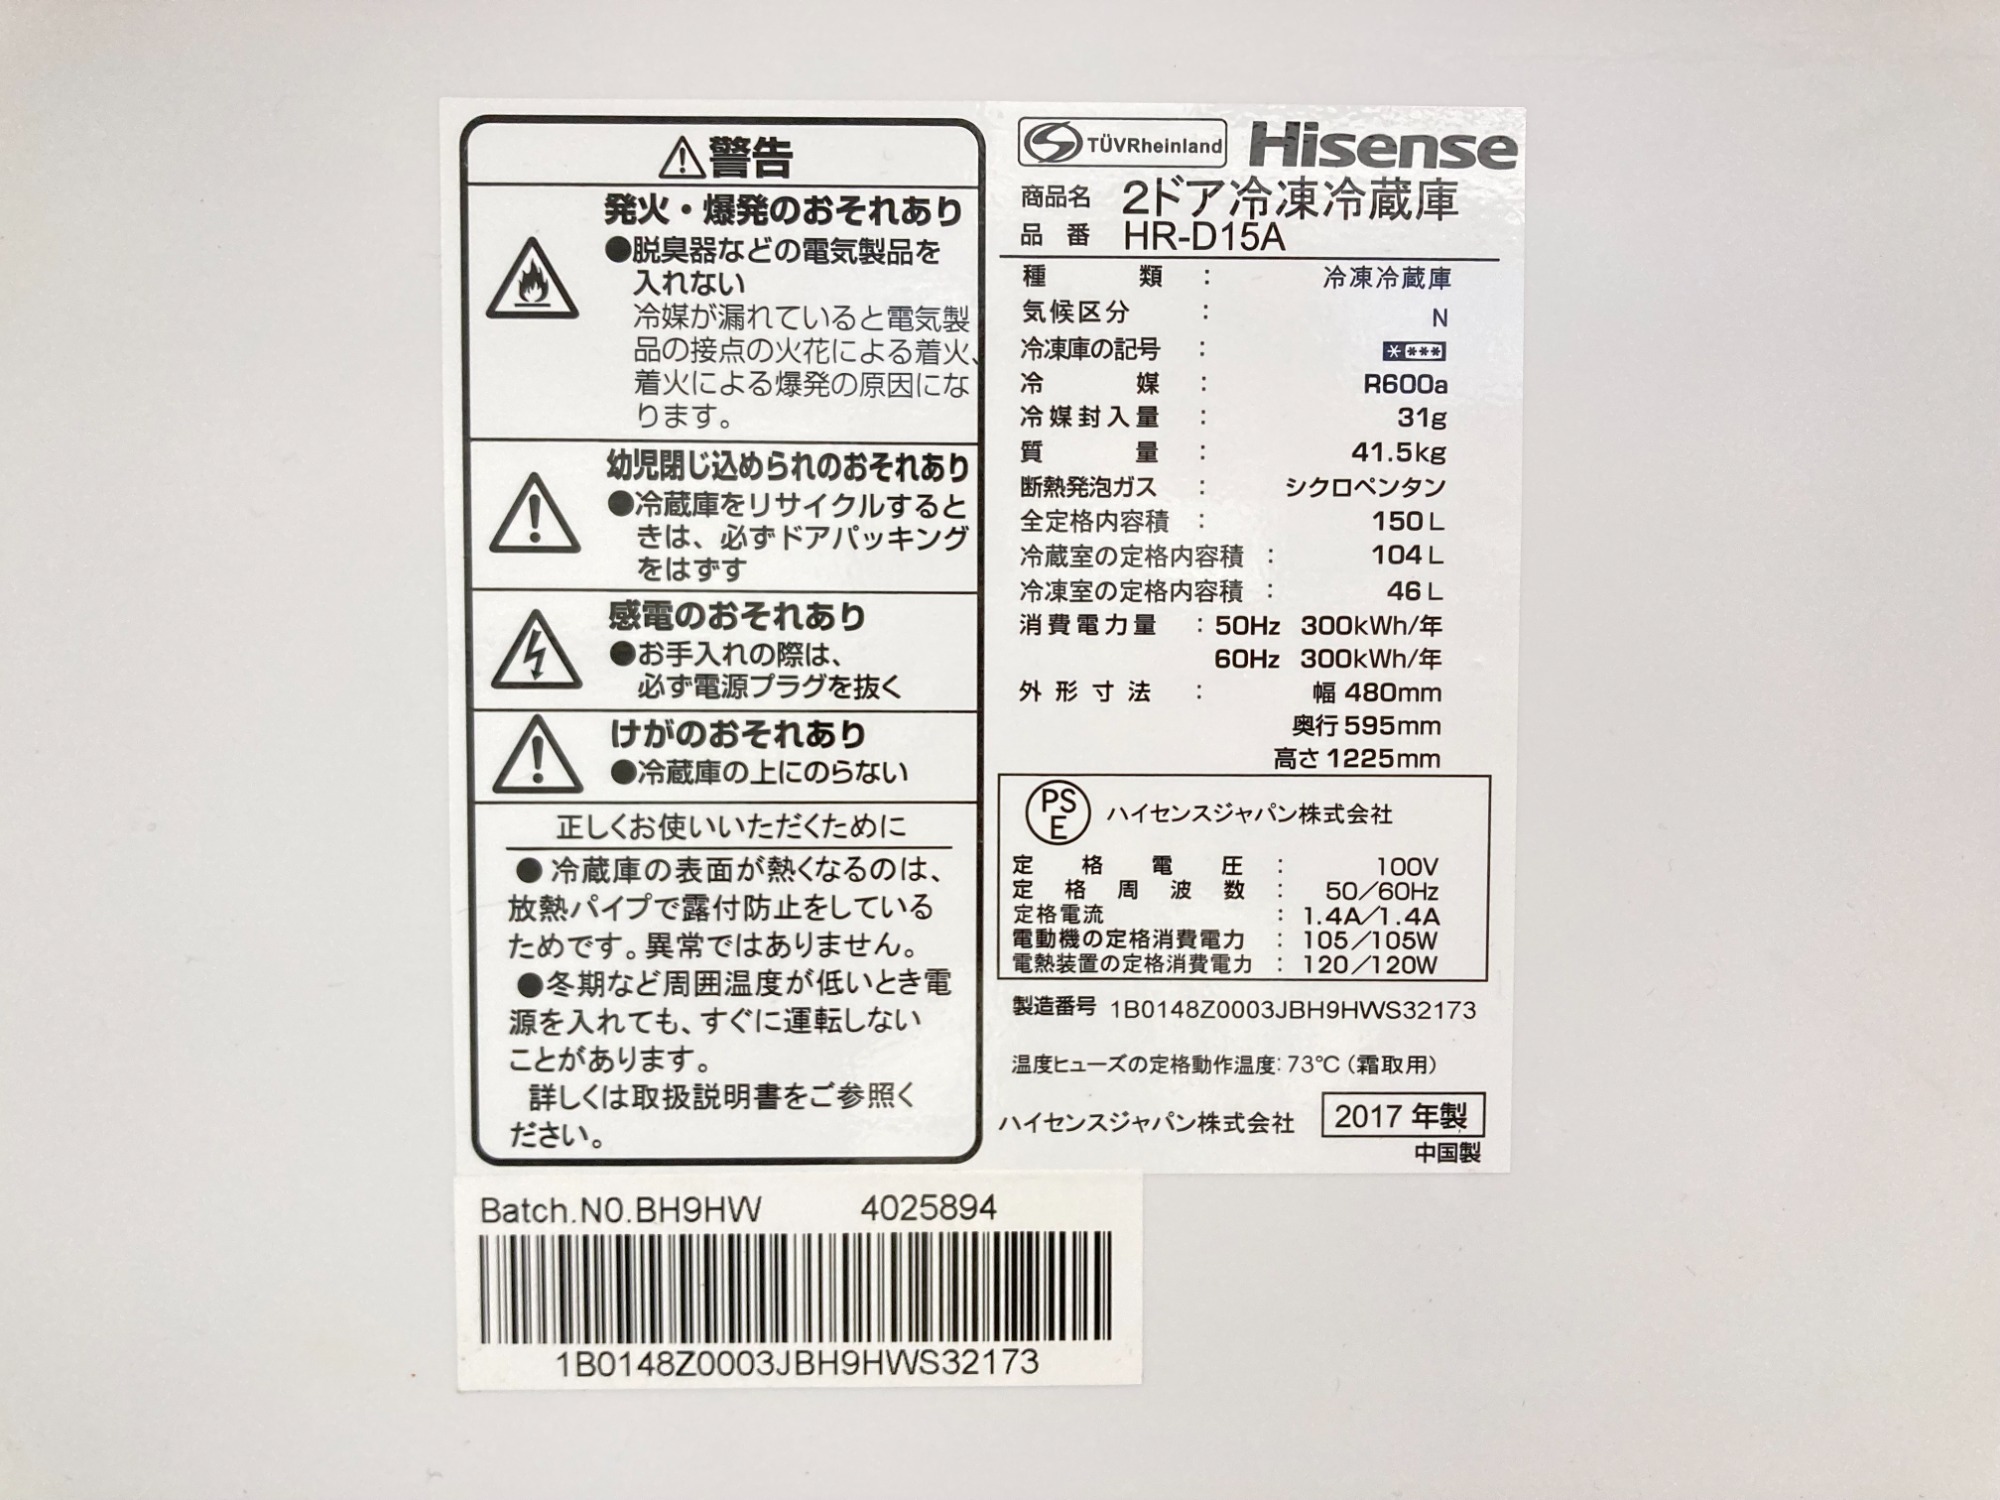 警告
発火・爆発のおそれあり
●脱臭器などの電気製品を
入れない
冷媒が漏れていると電気製
品の接点の火花による着火、
着火による爆発の原因にな
ります。
幼児閉じ込められのおそれあり
●冷蔵庫をリサイクルすると
きは、必ずドアパッキング
をはずす
感電のおそれあり
●お手入れの際は、
必ず電源プラグを抜く
けがのおそれあり
●冷蔵庫の上にのらない
正しくお使いいただくために
● 冷蔵庫の表面が熱くなるのは、
放熱パイプで露付防止をしている
ためです。異常ではありません。
●冬期など周囲温度が低いとき電
源を入れても、すぐに運転しない
ことがあります。
詳しくは取扱説明書をご参照く
ださい。
TÜVRheinland Hisense
商品名 2ドア冷凍冷蔵庫
品番 HR-D15A
種類 : 冷凍冷蔵庫
気候区分 : N
冷凍庫の記号 : * ***
冷媒 : R600a
冷媒封入量 : 31g
質量 : 41.5kg
断熱発泡ガス : シクロペンタン
全定格内容積 : 150L
冷蔵室の定格内容積 : 104L
冷凍室の定格内容積 : 46L
消費電力量 : 50Hz 300kWh/年
60Hz 300kWh/年
外形寸法 : 幅 480mm
奥行 595mm
高さ 1225mm
PSE ハイセンスジャパン株式会社
定格電圧 : 100V
定格周波数 : 50/60Hz
定格電流 : 1.4A/1.4A
電動機の定格消費電力 : 105/105W
電熱装置の定格消費電力 : 120/120W
製造番号 1B0148Z0003JBH9HWS32173
温度ヒューズの定格動作温度: 73℃(霜取用)
ハイセンスジャパン株式会社 2017 年製
中国製
Batch.NO.BH9HW 4025894
1B0148Z0003JBH9HWS32173